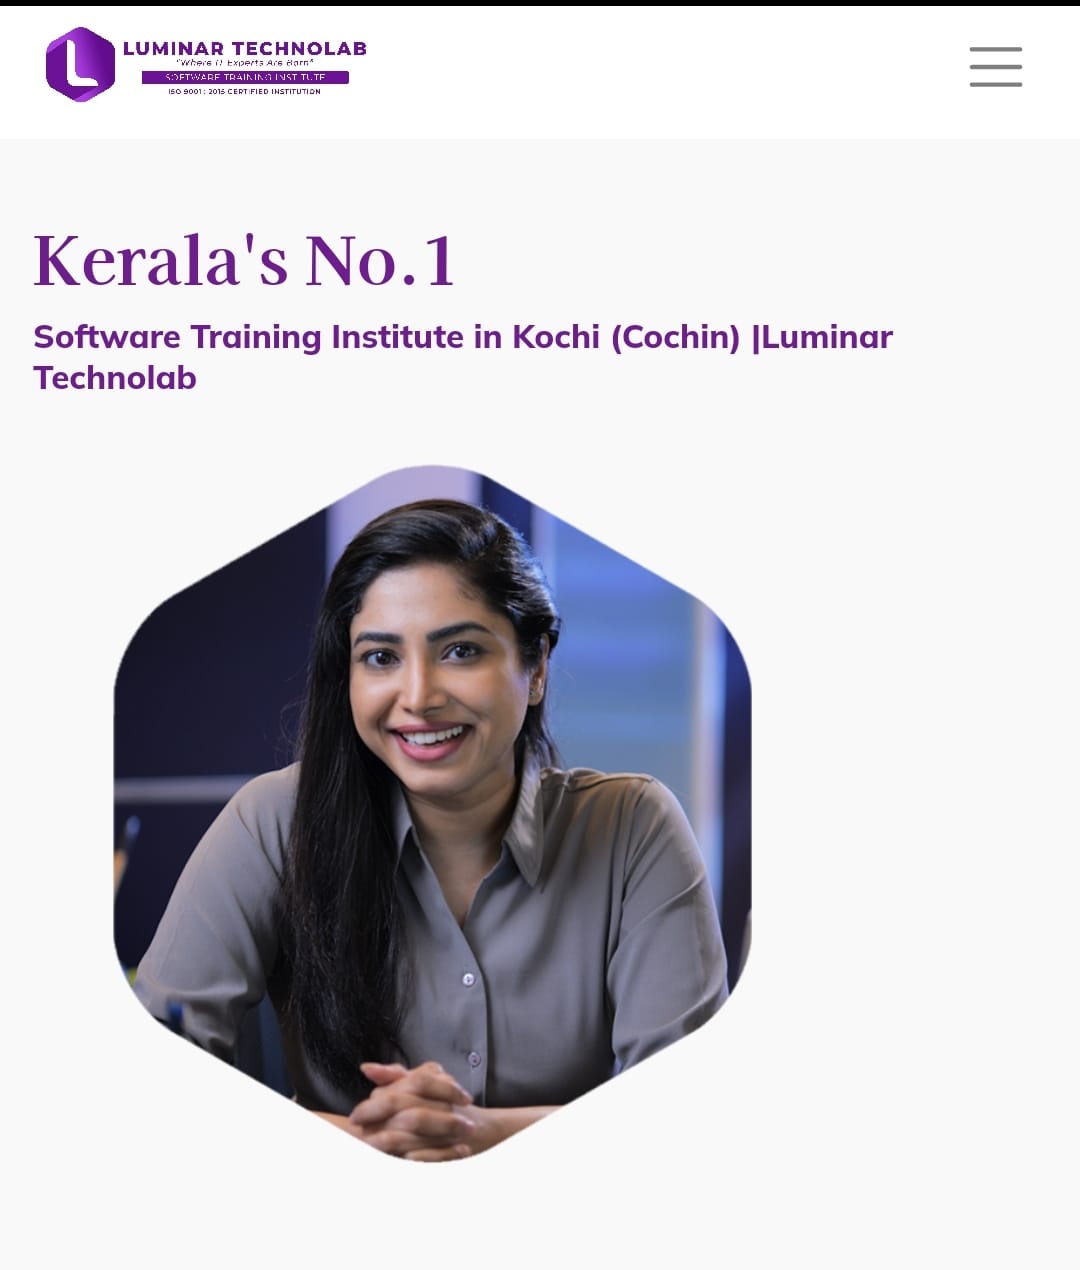 LUMINAR TECHNOLAB
"Where IT Experts Are Born"
SOFTWARE TRAINING INSTITUTE
ISO 9001 : 2015 CERTIFIED INSTITUTION
Kerala's No.1
Software Training Institute in Kochi (Cochin) |Luminar
Technolab